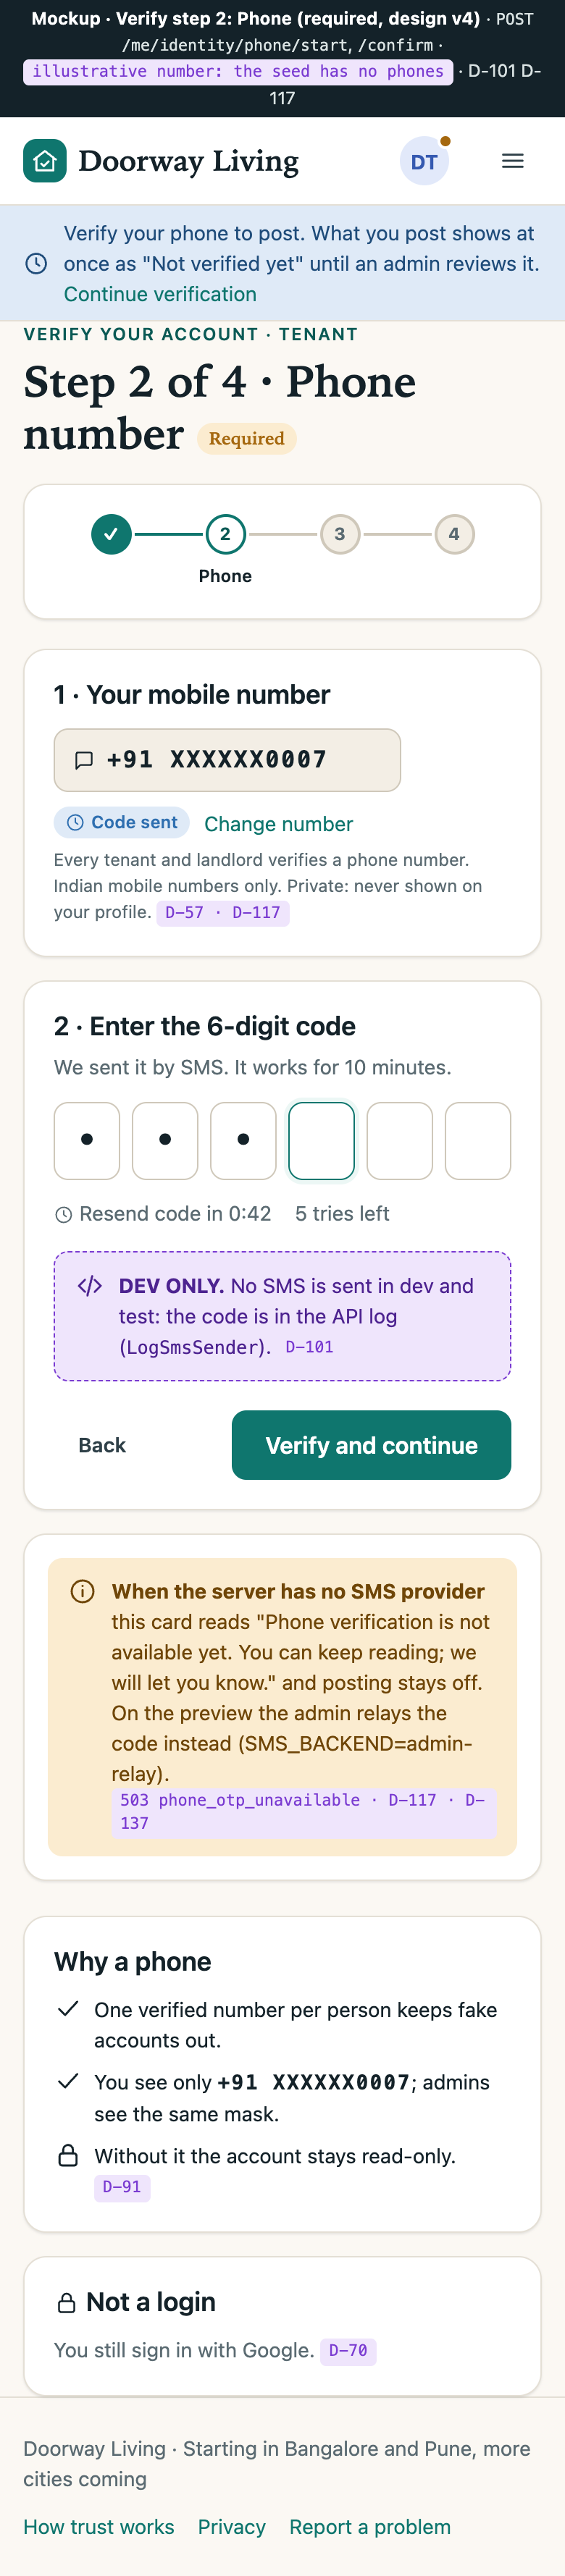 Mockup · Verify step 2: Phone (required, design v4) · POST
/me/identity/phone/start, /confirm ·
illustrative number: the seed has no phones · D-101 D-
117
Doorway Living
DT
Verify your phone to post. What you post shows at
once as "Not verified yet" until an admin reviews it.
Continue verification
VERIFY YOUR ACCOUNT · TENANT
Step 2 of 4 · Phone
number Required
2 3 4
Phone
1 · Your mobile number
+91 XXXXXX0007
Code sent Change number
Every tenant and landlord verifies a phone number.
Indian mobile numbers only. Private: never shown on
your profile. D-57 · D-117
2 · Enter the 6-digit code
We sent it by SMS. It works for 10 minutes.
Resend code in 0:42 5 tries left
DEV ONLY. No SMS is sent in dev and
test: the code is in the API log
(LogSmsSender). D-101
Back Verify and continue
When the server has no SMS provider
this card reads "Phone verification is not
available yet. You can keep reading; we
will let you know." and posting stays off.
On the preview the admin relays the
code instead (SMS_BACKEND=admin-
relay).
503 phone_otp_unavailable · D-117 · D-
137
Why a phone
One verified number per person keeps fake
accounts out.
You see only +91 XXXXXX0007; admins
see the same mask.
Without it the account stays read-only.
D-91
Not a login
You still sign in with Google. D-70
Doorway Living · Starting in Bangalore and Pune, more
cities coming
How trust works Privacy Report a problem